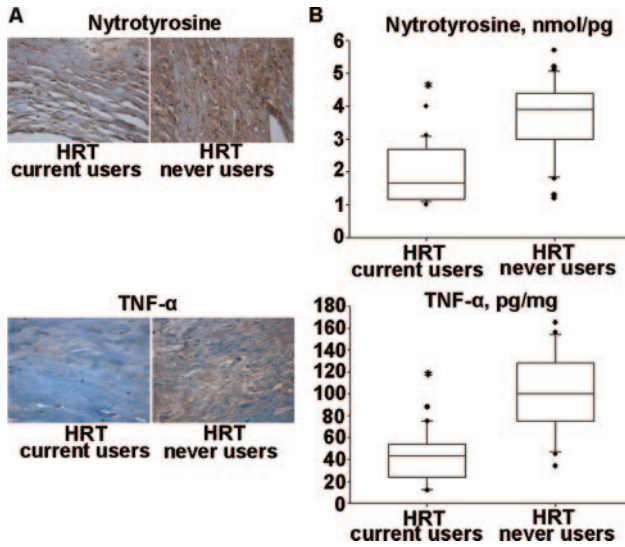 A
Nytrotyrosine
HRT
current users
HRT
never users
TNF-α
HRT
current users
HRT
never users
B
Nytrotyrosine, nmol/pg
6
5
4
3
2
1
0
*
HRT
current users
HRT
never users
TNF-α, pg/mg
180
160
140
120
100
80
60
40
20
0
*
HRT
current users
HRT
never users